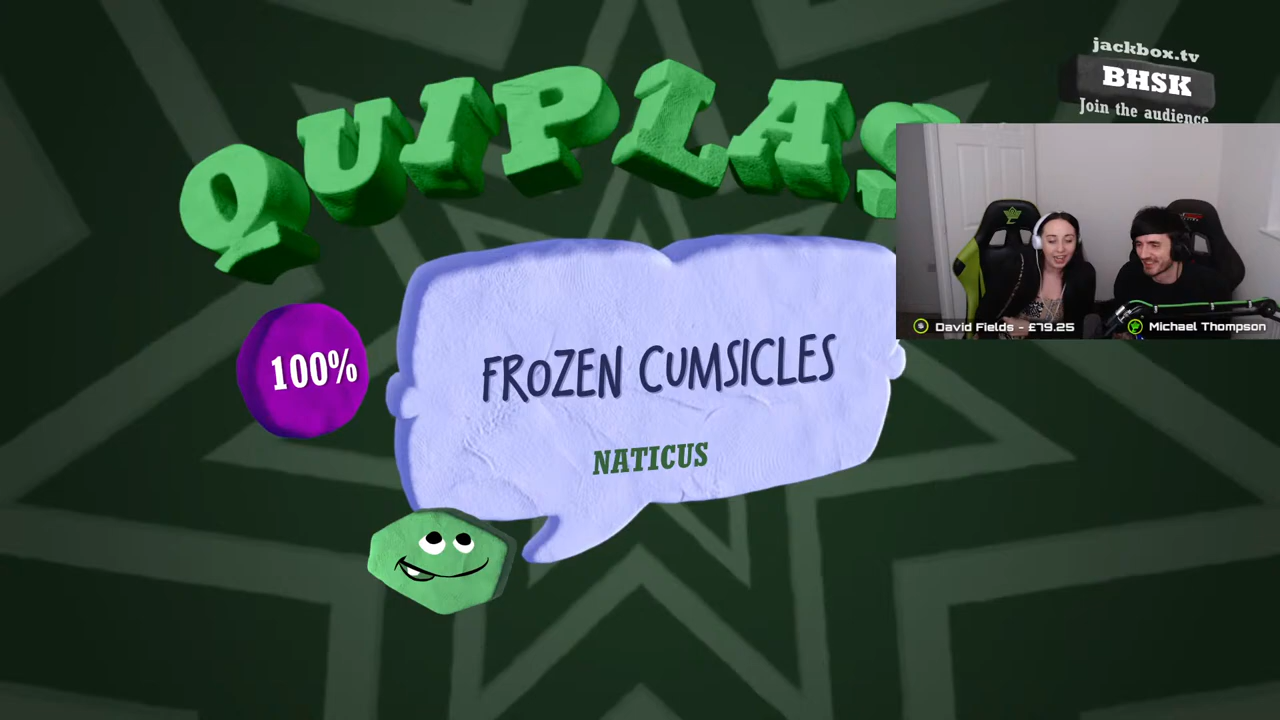 jackbox.tv
BHSK
Join the audience
QUIPLAS
100%
FROZEN CUMSICLES
NATICUS
David Fields - £79.25
Michael Thompson